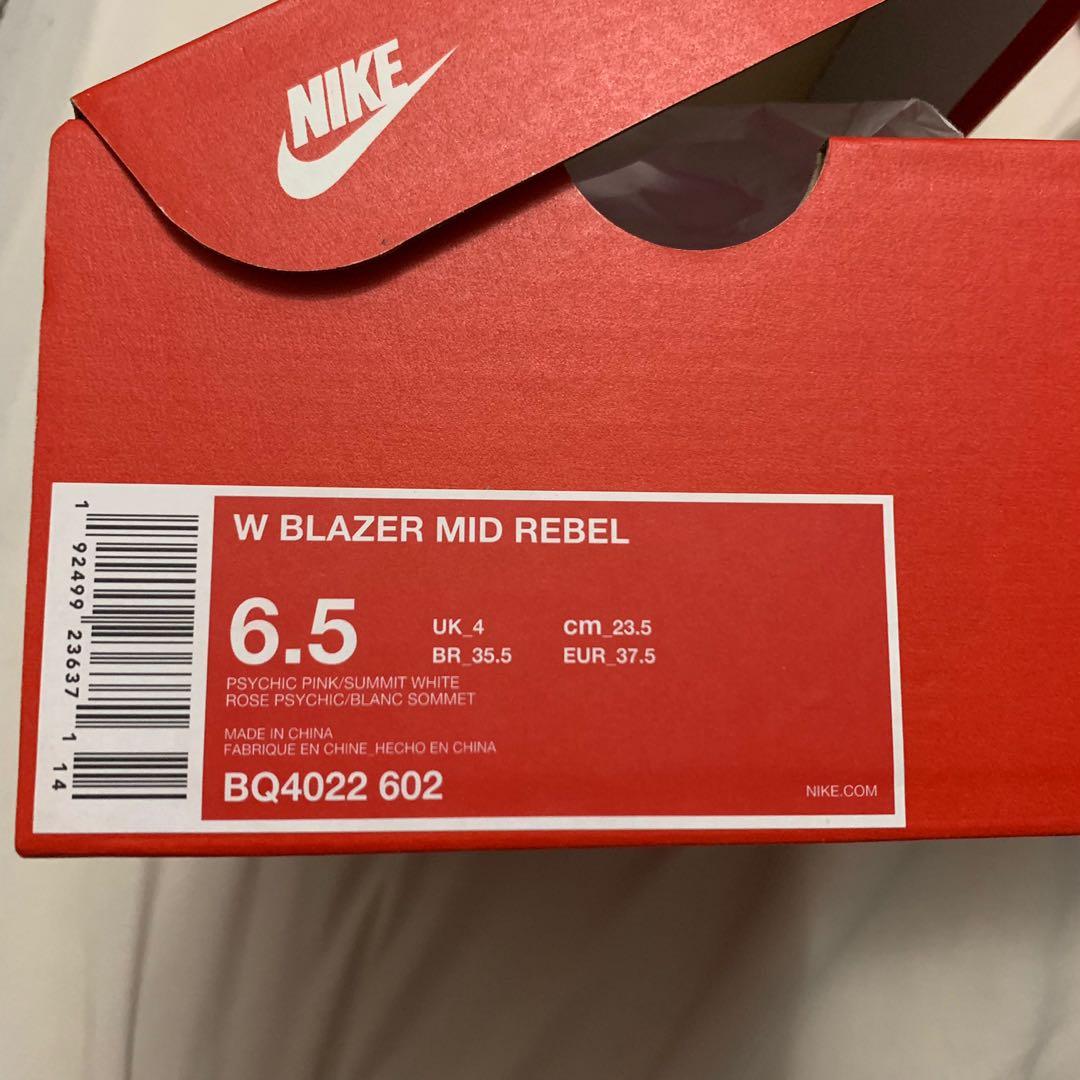 NIKE
W BLAZER MID REBEL
6.5
UK_4
cm_23.5
BR_35.5
EUR_37.5
PSYCHIC PINK/SUMMIT WHITE
ROSE PSYCHIC/BLANC SOMMET
MADE IN CHINA
FABRIQUE EN CHINE_HECHO EN CHINA
BQ4022 602
NIKE.COM
1 92499 23637 1 14